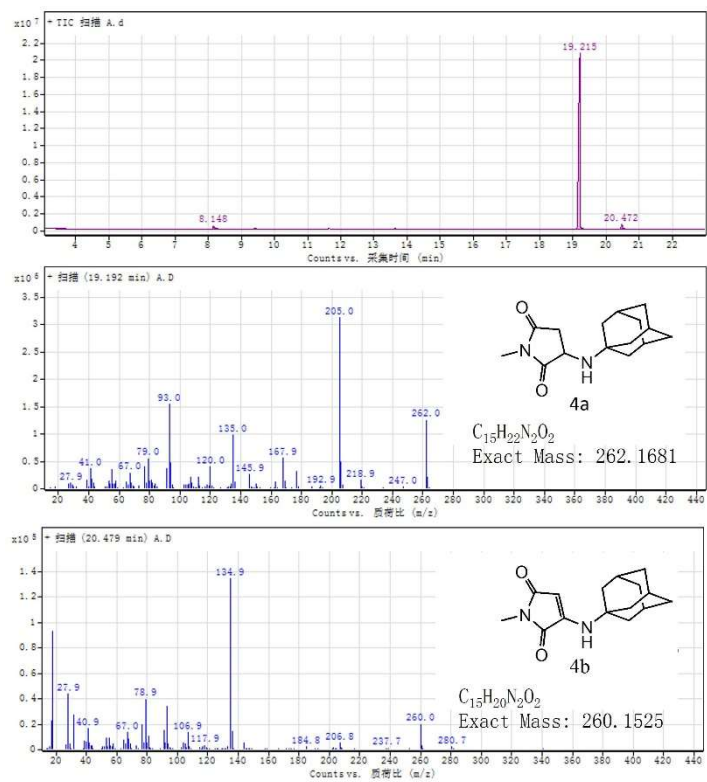 x10⁷ + TIC 扫描 A.d
19.215
2.2
2
1.8
1.6
1.4
1.2
1
0.8
0.6
0.4
0.2
0
8.148
20.472
4 5 6 7 8 9 10 11 12 13 14 15 16 17 18 19 20 21 22
Counts vs. 采集时间 (min)
x10⁶ + 扫描 (19.192 min) A.D
3.5
3
2.5
2
1.5
1
0.5
0
205.0
93.0
262.0
135.0
79.0
167.9
120.0
41.0
67.0
145.9
27.9
192.9
218.9
247.0
O
N
O
N
H
4a
C₁₅H₂₂N₂O₂
Exact Mass: 262.1681
20 40 60 80 100 120 140 160 180 200 220 240 260 280 300 320 340 360 380 400 420 440
Counts vs. 质荷比 (m/z)
x10⁵ + 扫描 (20.479 min) A.D
134.9
1.4
1.2
1
0.8
0.6
0.4
0.2
0
27.9
78.9
40.9
67.0
106.9
117.9
184.8
206.8
237.7
260.0
280.7
O
N
O
N
H
4b
C₁₅H₂₀N₂O₂
Exact Mass: 260.1525
20 40 60 80 100 120 140 160 180 200 220 240 260 280 300 320 340 360 380 400 420 440
Counts vs. 质荷比 (m/z)